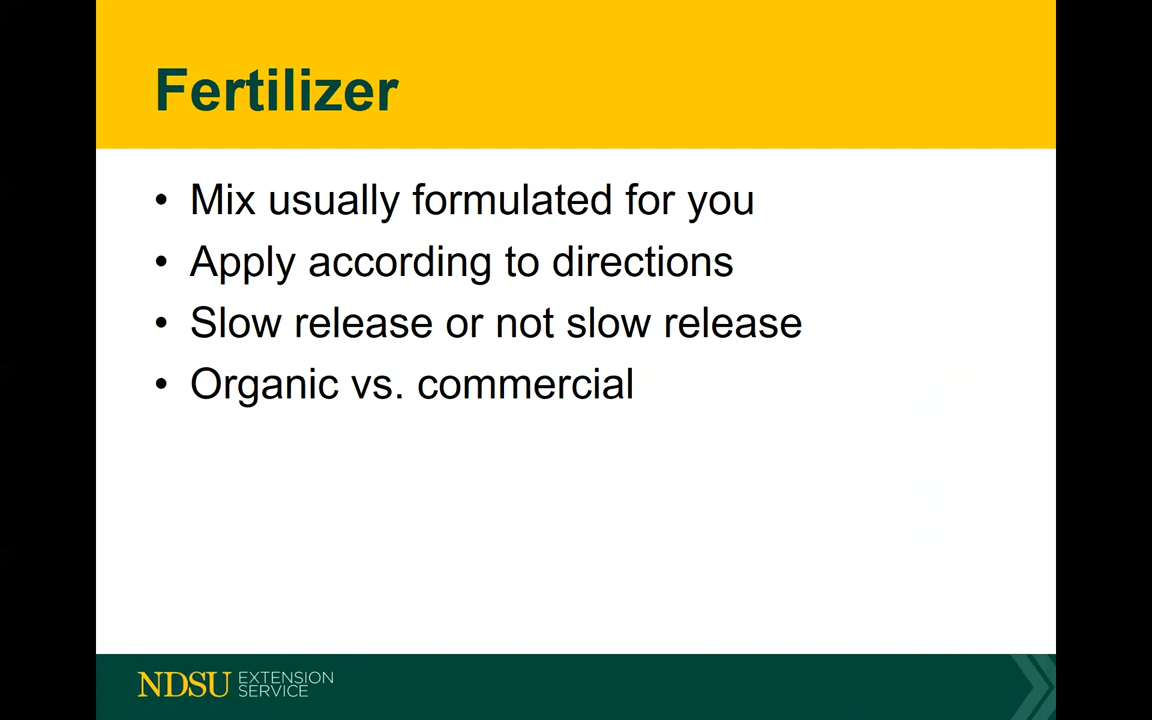 Fertilizer
• Mix usually formulated for you
• Apply according to directions
• Slow release or not slow release
• Organic vs. commercial
NDSU EXTENSION
SERVICE